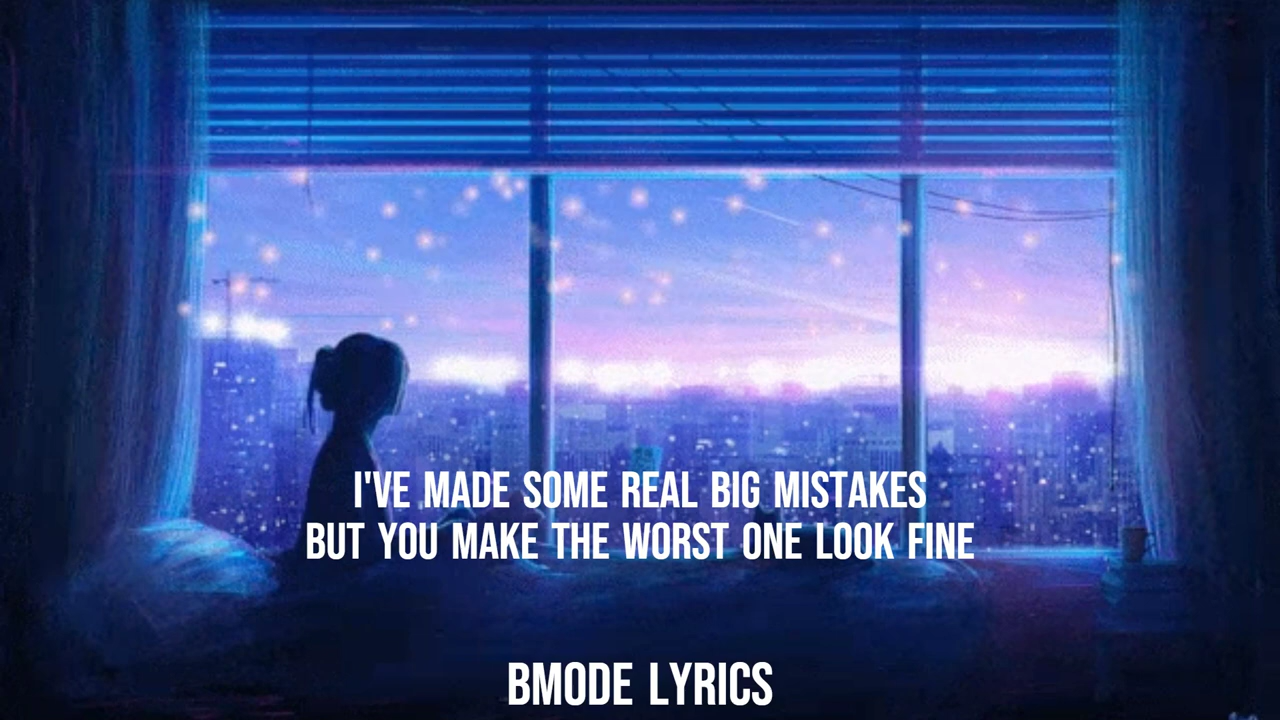 I'VE MADE SOME REAL BIG MISTAKES
BUT YOU MAKE THE WORST ONE LOOK FINE
BMODE LYRICS